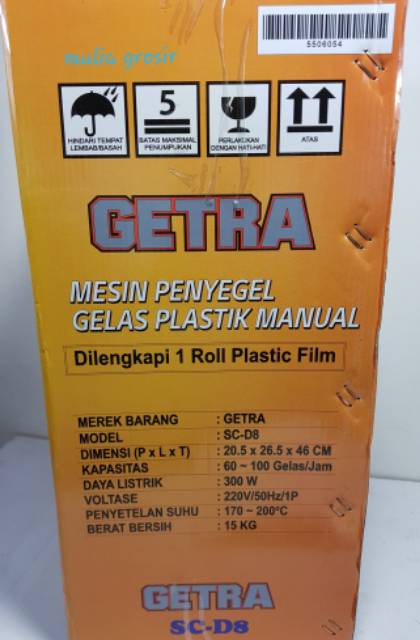 5506054
mulia grosir
HINDARI TEMPAT
LEMBAB/BASAH
5
BATAS MAKSIMAL
PENUMPUKAN
PERLAKUKAN
DENGAN HATI-HATI
ATAS
GETRA
MESIN PENYEGEL
GELAS PLASTIK MANUAL
Dilengkapi 1 Roll Plastic Film
MEREK BARANG : GETRA
MODEL : SC-D8
DIMENSI (P x L x T) : 20.5 x 26.5 x 46 CM
KAPASITAS : 60 ~ 100 Gelas/Jam
DAYA LISTRIK : 300 W
VOLTASE : 220V/50Hz/1P
PENYETELAN SUHU : 170 ~ 200°C
BERAT BERSIH : 15 KG
GETRA
SC-D8